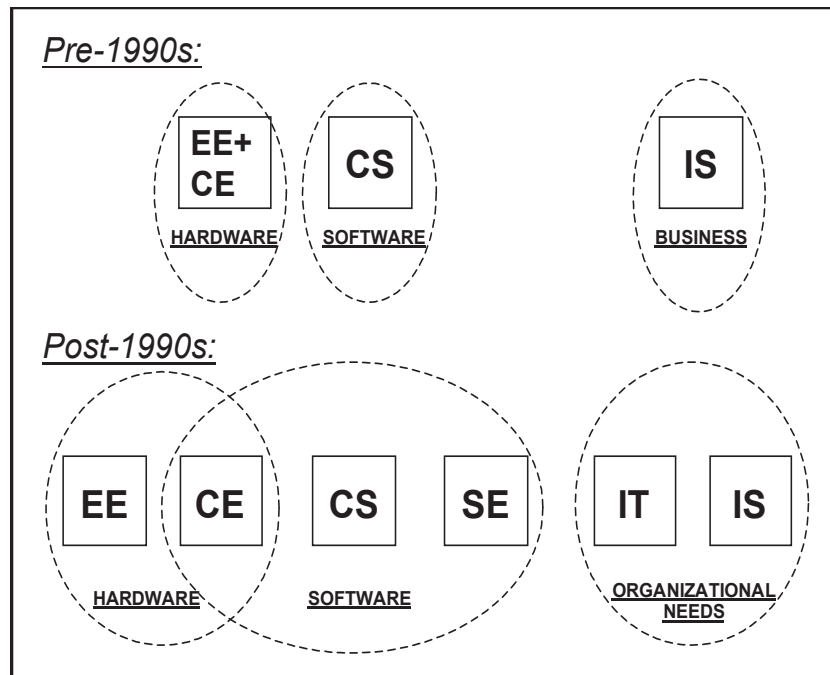 Pre-1990s:
EE+
CE
CS
IS
HARDWARE
SOFTWARE
BUSINESS
Post-1990s:
EE
CE
CS
SE
IT
IS
HARDWARE
SOFTWARE
ORGANIZATIONAL
NEEDS